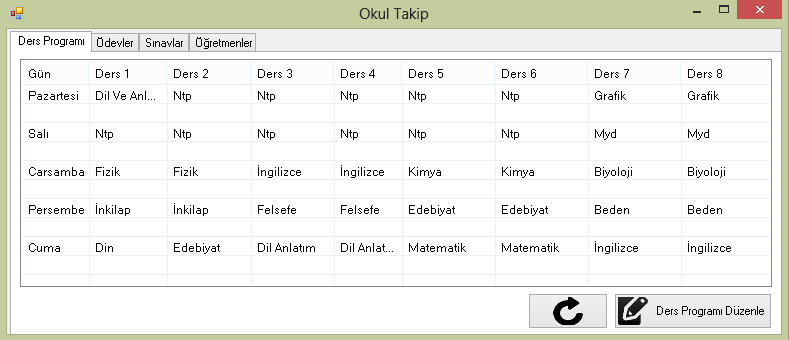 Okul Takip
Ders Programı Ödevler Sınavlar Öğretmenler
Gün Ders 1 Ders 2 Ders 3 Ders 4 Ders 5 Ders 6 Ders 7 Ders 8
Pazartesi Dil Ve Anl... Ntp Ntp Ntp Ntp Ntp Grafik Grafik
Salı Ntp Ntp Ntp Ntp Ntp Ntp Myd Myd
Carsamba Fizik Fizik İngilizce İngilizce Kimya Kimya Biyoloji Biyoloji
Persembe İnkilap İnkilap Felsefe Felsefe Edebiyat Edebiyat Beden Beden
Cuma Din Edebiyat Dil Anlatım Dil Anlat... Matematik Matematik İngilizce İngilizce
Ders Programı Düzenle